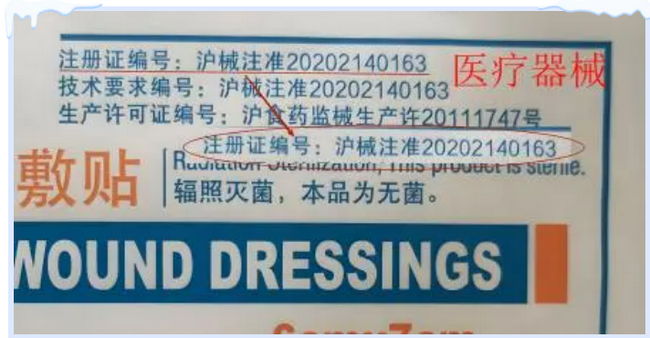 注册证编号：沪械注准20202140163
医疗器械
技术要求编号：沪械注准20202140163
生产许可证编号：沪食药监械生产许20111747号
注册证编号：沪械注准20202140163
敷贴
Radiation Sterilization, This product is sterile.
辐照灭菌，本品为无菌。
WOUND DRESSINGS